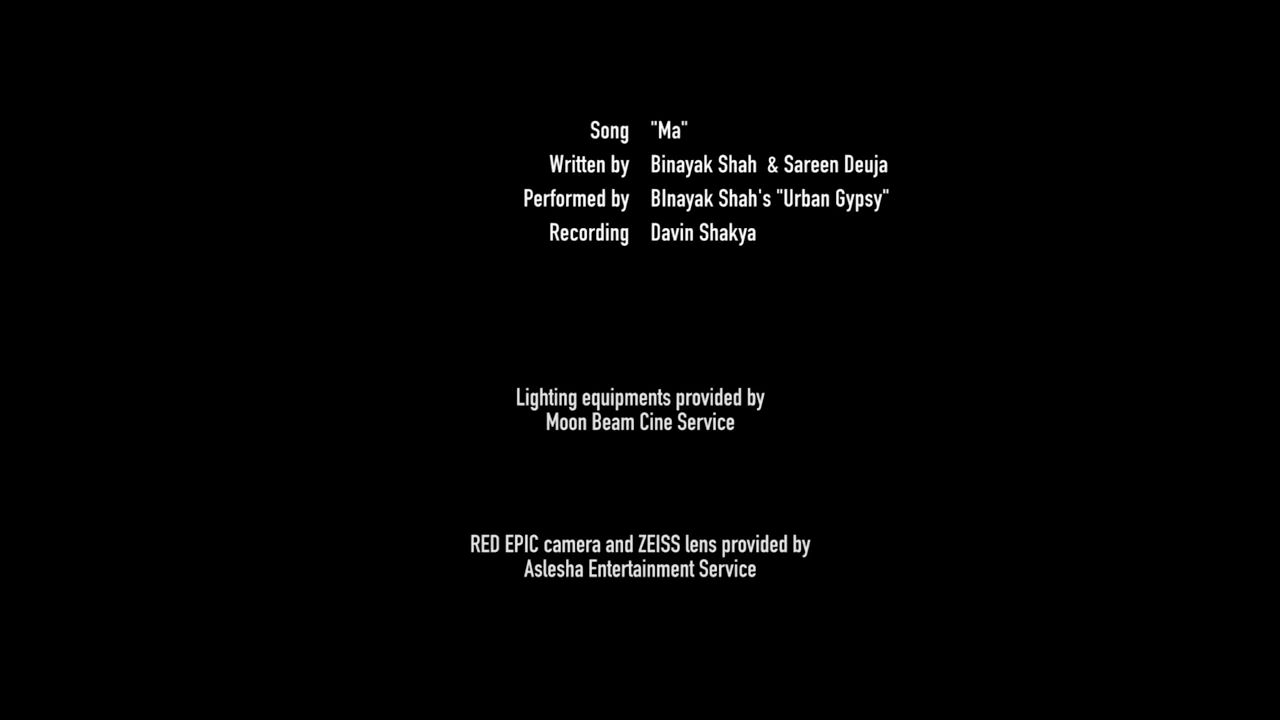 Song "Ma"
Written by Binayak Shah & Sareen Deuja
Performed by BInayak Shah's "Urban Gypsy"
Recording Davin Shakya
Lighting equipments provided by
Moon Beam Cine Service
RED EPIC camera and ZEISS lens provided by
Aslesha Entertainment Service